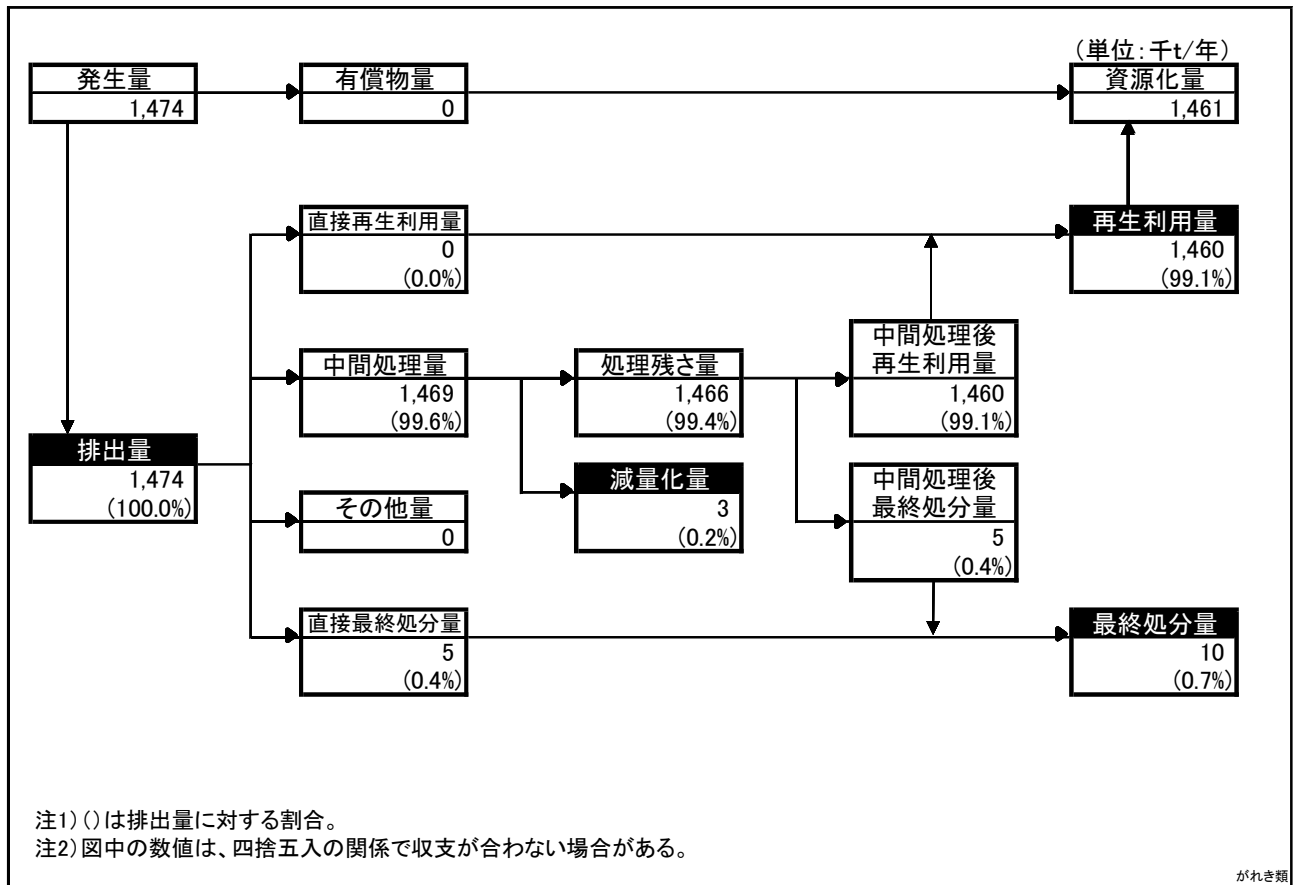 (単位:千t/年)
発生量
1,474
有償物量
0
資源化量
1,461
直接再生利用量
0
(0.0%)
再生利用量
1,460
(99.1%)
中間処理量
1,469
(99.6%)
処理残さ量
1,466
(99.4%)
中間処理後
再生利用量
1,460
(99.1%)
排出量
1,474
(100.0%)
減量化量
3
(0.2%)
中間処理後
最終処分量
5
(0.4%)
その他量
0
直接最終処分量
5
(0.4%)
最終処分量
10
(0.7%)
注1)()は排出量に対する割合。
注2)図中の数値は、四捨五入の関係で収支が合わない場合がある。
がれき類